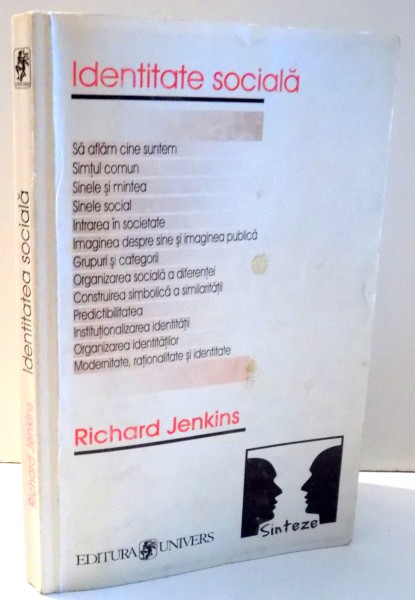 Identitate socială
Să aflăm cine suntem
Simțul comun
Sinele și mintea
Sinele social
Intrarea în societate
Imaginea despre sine și imaginea publică
Grupuri și categorii
Organizarea socială a diferenței
Construirea simbolică a similarității
Predictibilitatea
Instituționalizarea identității
Organizarea identităților
Modernitate, raționalitate și identitate
Richard Jenkins
Sinteze
EDITURA UNIVERS
Richard Jenkins
Identitatea socială